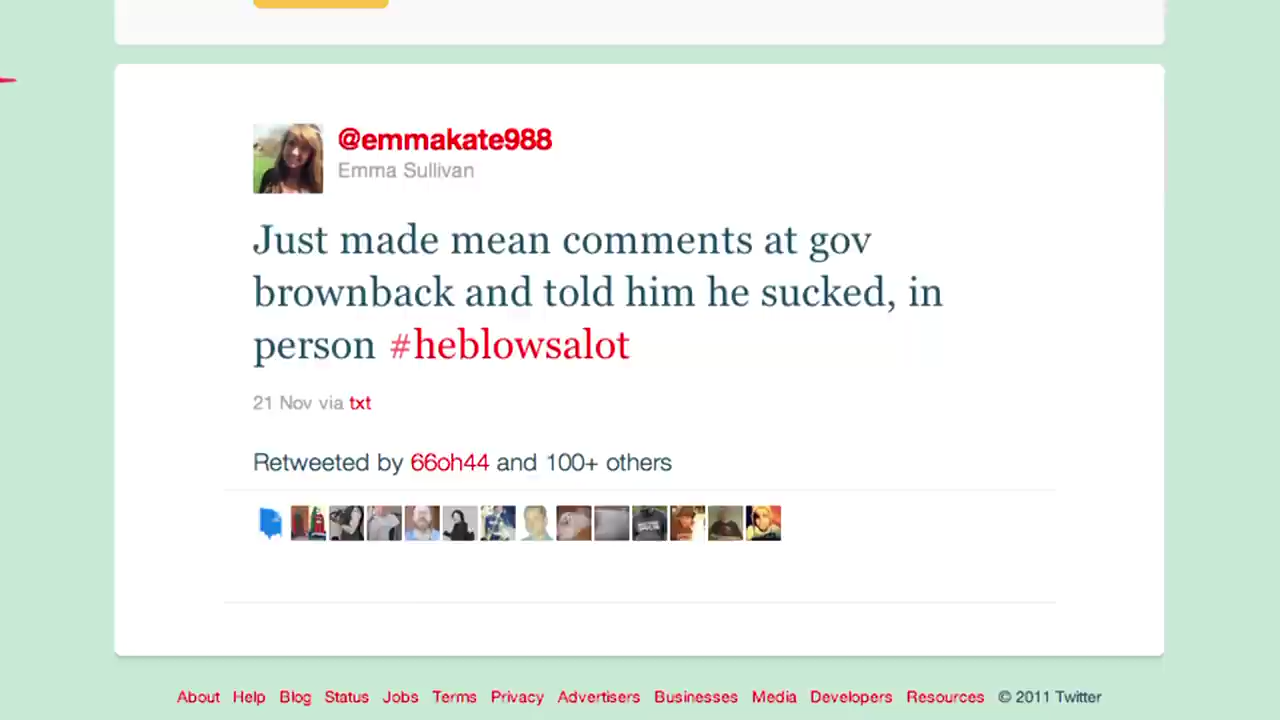 @emmakate988
Emma Sullivan
Just made mean comments at gov
brownback and told him he sucked, in
person #heblowsalot
21 Nov via txt
Retweeted by 66oh44 and 100+ others
About Help Blog Status Jobs Terms Privacy Advertisers Businesses Media Developers Resources © 2011 Twitter